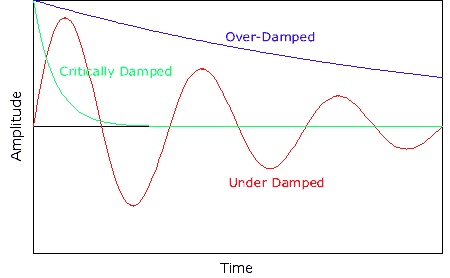 Over-Damped
Critically Damped
Amplitude
Under Damped
Time